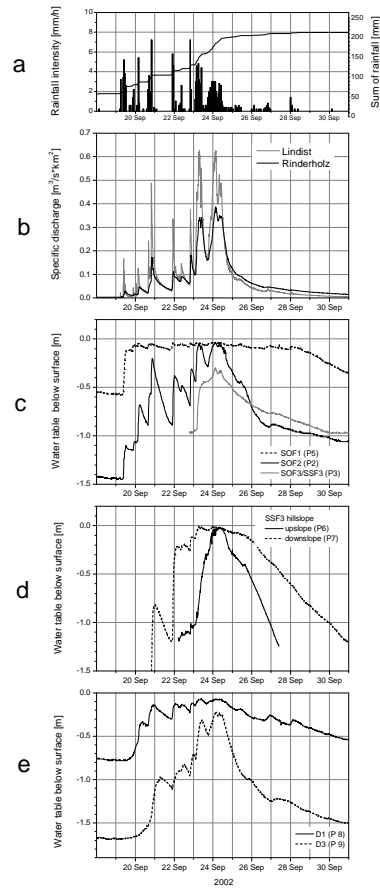 a
Rainfall intensity [mm/h]
8
6
4
2
0
250
200
150
100
50
0
Sum of rainfall [mm]
20 Sep 22 Sep 24 Sep 26 Sep 28 Sep 30 Sep
b
Specific discharge [m³/s*km²]
0.7
0.6
0.5
0.4
0.3
0.2
0.1
0.0
Lindist
Rinderholz
20 Sep 22 Sep 24 Sep 26 Sep 28 Sep 30 Sep
c
Water table below surface [m]
0.0
-0.5
-1.0
-1.5
SOF1 (P5)
SOF2 (P2)
SOF3/SSF3 (P3)
20 Sep 22 Sep 24 Sep 26 Sep 28 Sep 30 Sep
d
Water table below surface [m]
0.0
-0.5
-1.0
-1.5
SSF3 hillslope
upslope (P6)
downslope (P7)
20 Sep 22 Sep 24 Sep 26 Sep 28 Sep 30 Sep
e
Water table below surface [m]
0.0
-0.5
-1.0
-1.5
D1 (P 8)
D3 (P 9)
20 Sep 22 Sep 24 Sep 26 Sep 28 Sep 30 Sep
2002